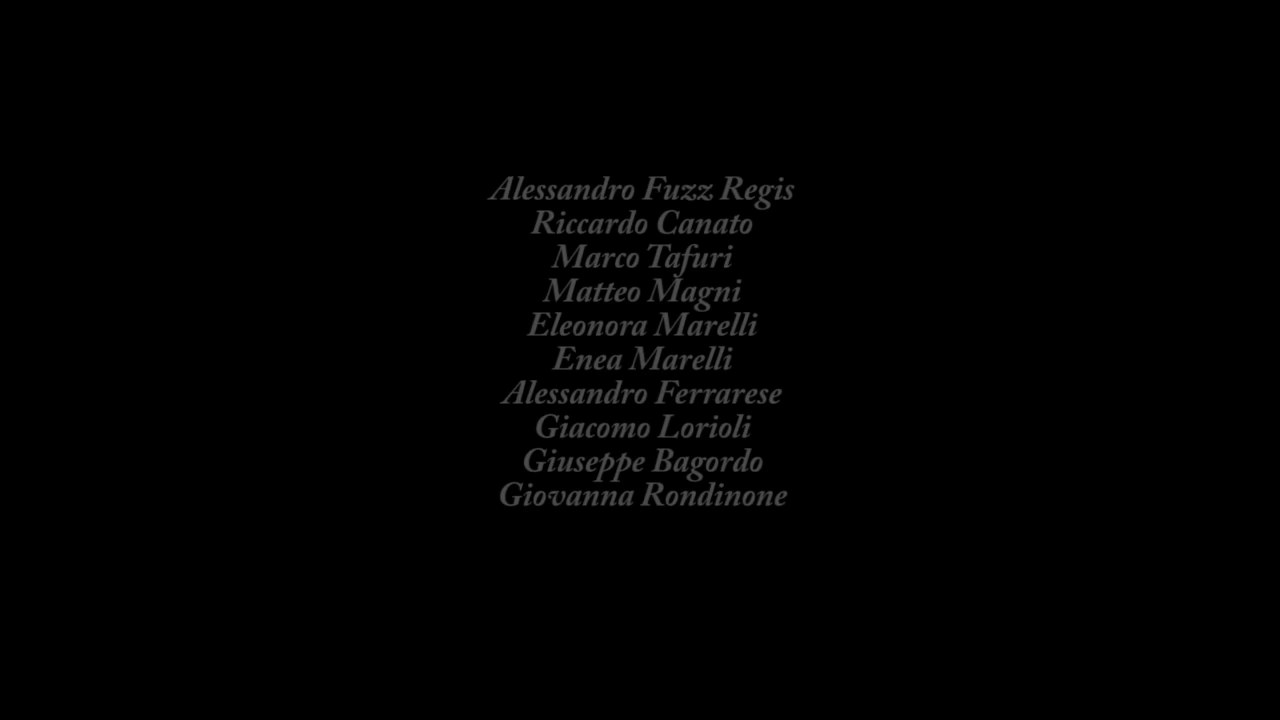 Alessandro Fuzz Regis
Riccardo Canato
Marco Tafuri
Matteo Magni
Eleonora Marelli
Enea Marelli
Alessandro Ferrarese
Giacomo Lorioli
Giuseppe Bagordo
Giovanna Rondinone